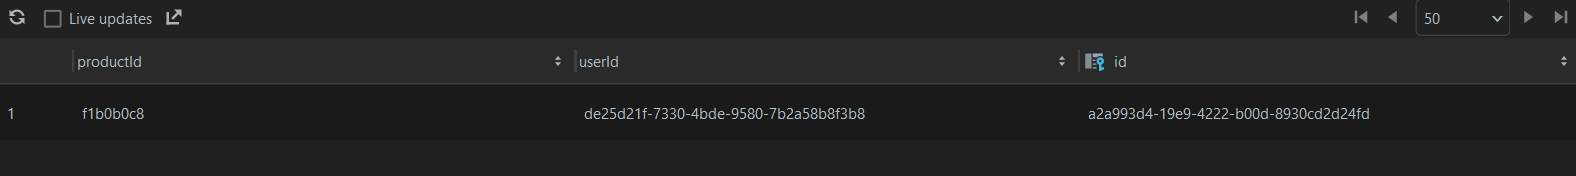 Live updates 50
productId userId id
1 f1b0b0c8 de25d21f-7330-4bde-9580-7b2a58b8f3b8 a2a993d4-19e9-4222-b00d-8930cd2d24fd